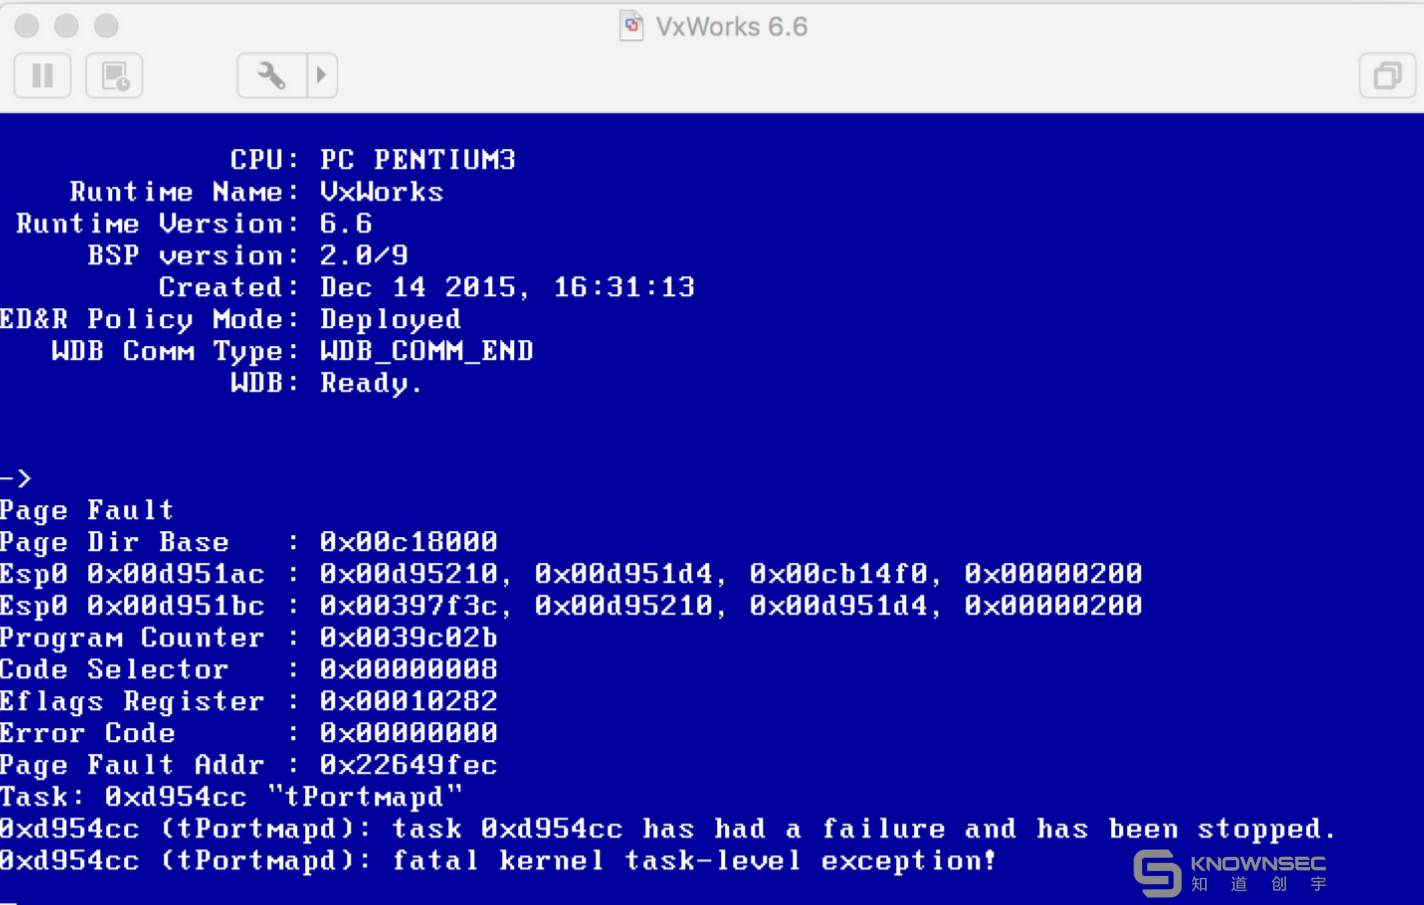 VxWorks 6.6
CPU: PC PENTIUM3
Runtime Name: VxWorks
Runtime Version: 6.6
BSP version: 2.0/9
Created: Dec 14 2015, 16:31:13
ED&R Policy Mode: Deployed
WDB Comm Type: WDB_COMM_END
WDB: Ready.
->
Page Fault
Page Dir Base   : 0x00c18000
Esp0 0x00d951ac : 0x00d95210, 0x00d951d4, 0x00cb14f0, 0x00000200
Esp0 0x00d951bc : 0x00397f3c, 0x00d95210, 0x00d951d4, 0x00000200
Program Counter : 0x0039c02b
Code Selector   : 0x00000008
Eflags Register : 0x00010282
Error Code      : 0x00000000
Page Fault Addr : 0x22649fec
Task: 0xd954cc "tPortmapd"
0xd954cc (tPortmapd): task 0xd954cc has had a failure and has been stopped.
0xd954cc (tPortmapd): fatal kernel task-level exception!
KNOWNSEC
知道创宇